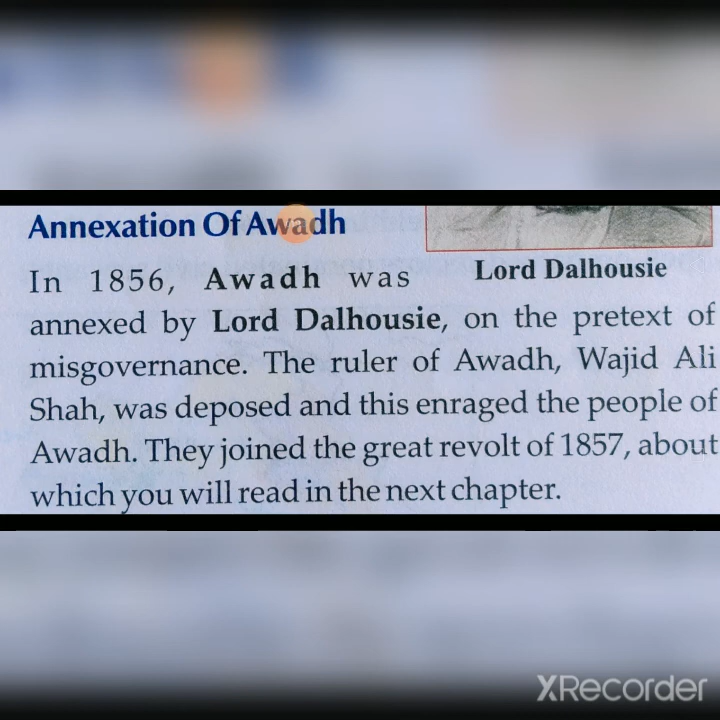 Annexation Of Awadh
Lord Dalhousie
In 1856, Awadh was
annexed by Lord Dalhousie, on the pretext of
misgovernance. The ruler of Awadh, Wajid Ali
Shah, was deposed and this enraged the people of
Awadh. They joined the great revolt of 1857, about
which you will read in the next chapter.
XRecorder